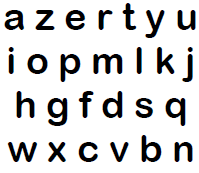 a z e r t y u
i o p m l k j
h g f d s q
w x c v b n